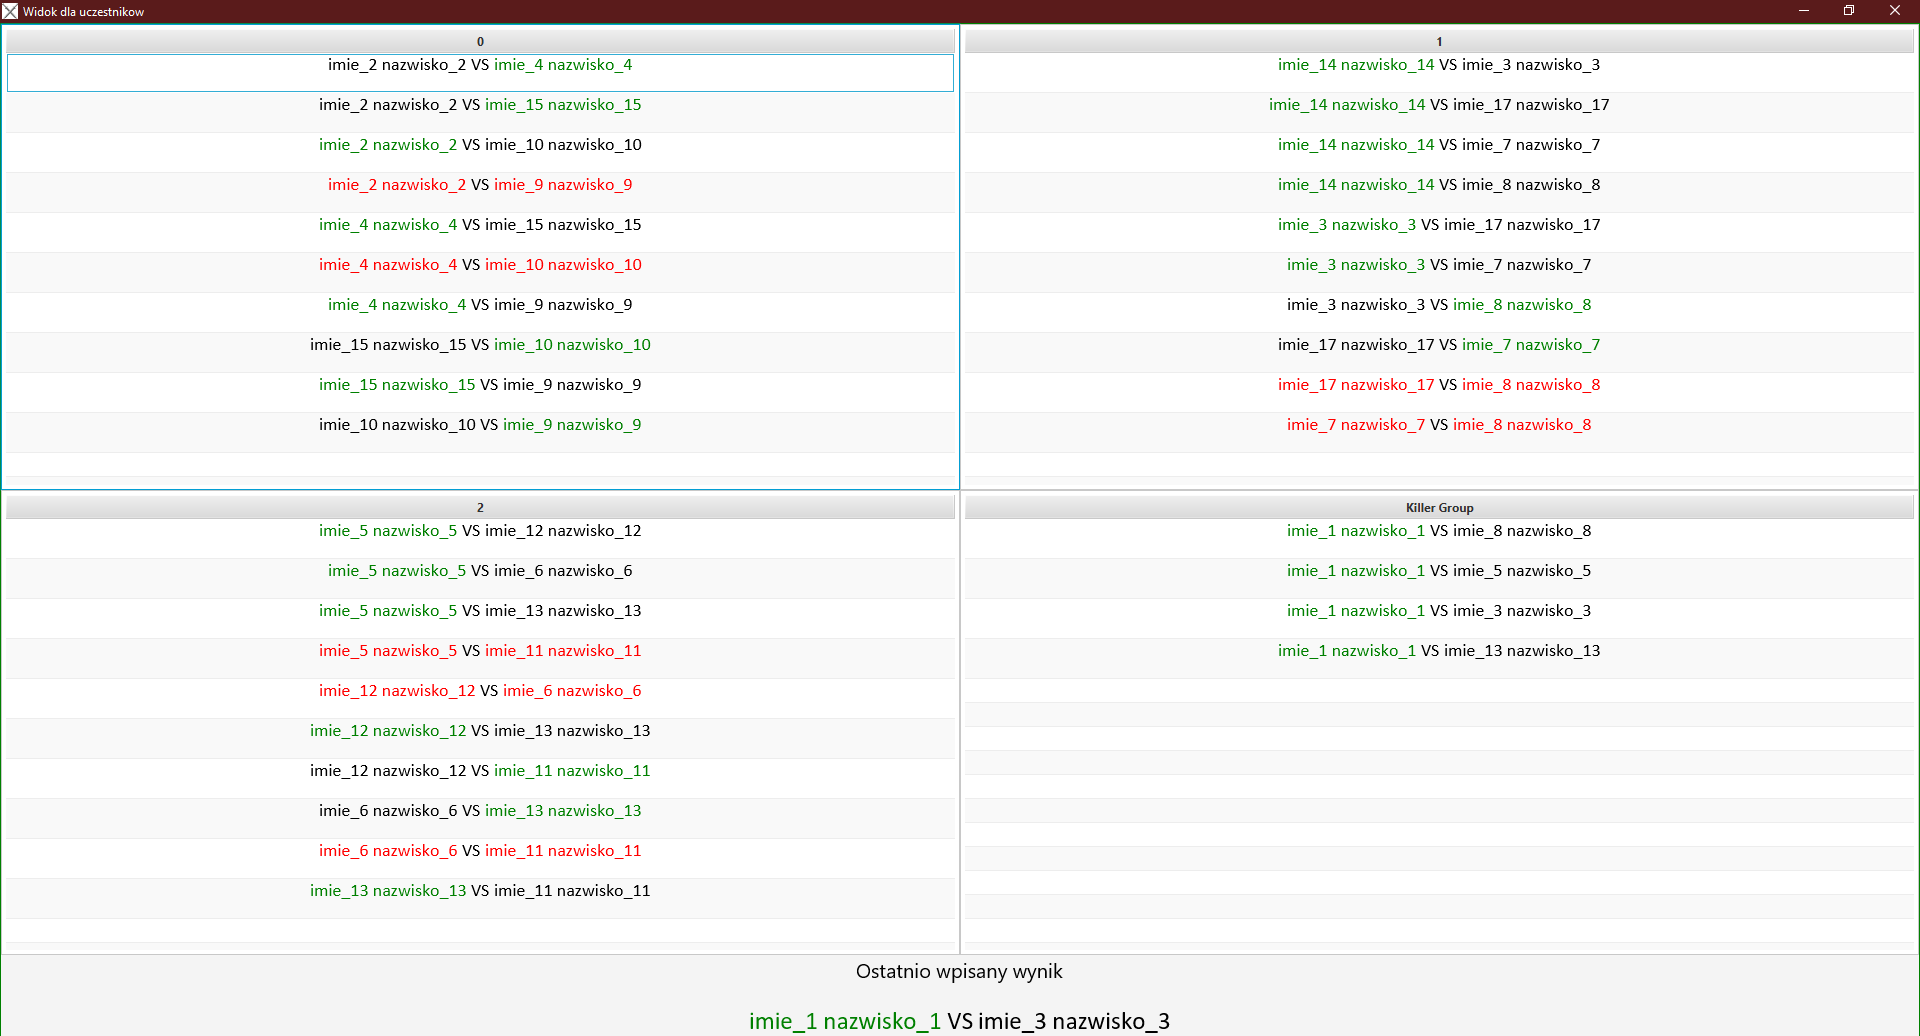 Widok dla uczestnikow
0
imie_2 nazwisko_2 VS imie_4 nazwisko_4
imie_2 nazwisko_2 VS imie_15 nazwisko_15
imie_2 nazwisko_2 VS imie_10 nazwisko_10
imie_2 nazwisko_2 VS imie_9 nazwisko_9
imie_4 nazwisko_4 VS imie_15 nazwisko_15
imie_4 nazwisko_4 VS imie_10 nazwisko_10
imie_4 nazwisko_4 VS imie_9 nazwisko_9
imie_15 nazwisko_15 VS imie_10 nazwisko_10
imie_15 nazwisko_15 VS imie_9 nazwisko_9
imie_10 nazwisko_10 VS imie_9 nazwisko_9
1
imie_14 nazwisko_14 VS imie_3 nazwisko_3
imie_14 nazwisko_14 VS imie_17 nazwisko_17
imie_14 nazwisko_14 VS imie_7 nazwisko_7
imie_14 nazwisko_14 VS imie_8 nazwisko_8
imie_3 nazwisko_3 VS imie_17 nazwisko_17
imie_3 nazwisko_3 VS imie_7 nazwisko_7
imie_3 nazwisko_3 VS imie_8 nazwisko_8
imie_17 nazwisko_17 VS imie_7 nazwisko_7
imie_17 nazwisko_17 VS imie_8 nazwisko_8
imie_7 nazwisko_7 VS imie_8 nazwisko_8
2
imie_5 nazwisko_5 VS imie_12 nazwisko_12
imie_5 nazwisko_5 VS imie_6 nazwisko_6
imie_5 nazwisko_5 VS imie_13 nazwisko_13
imie_5 nazwisko_5 VS imie_11 nazwisko_11
imie_12 nazwisko_12 VS imie_6 nazwisko_6
imie_12 nazwisko_12 VS imie_13 nazwisko_13
imie_12 nazwisko_12 VS imie_11 nazwisko_11
imie_6 nazwisko_6 VS imie_13 nazwisko_13
imie_6 nazwisko_6 VS imie_11 nazwisko_11
imie_13 nazwisko_13 VS imie_11 nazwisko_11
Killer Group
imie_1 nazwisko_1 VS imie_8 nazwisko_8
imie_1 nazwisko_1 VS imie_5 nazwisko_5
imie_1 nazwisko_1 VS imie_3 nazwisko_3
imie_1 nazwisko_1 VS imie_13 nazwisko_13
Ostatnio wpisany wynik
imie_1 nazwisko_1 VS imie_3 nazwisko_3